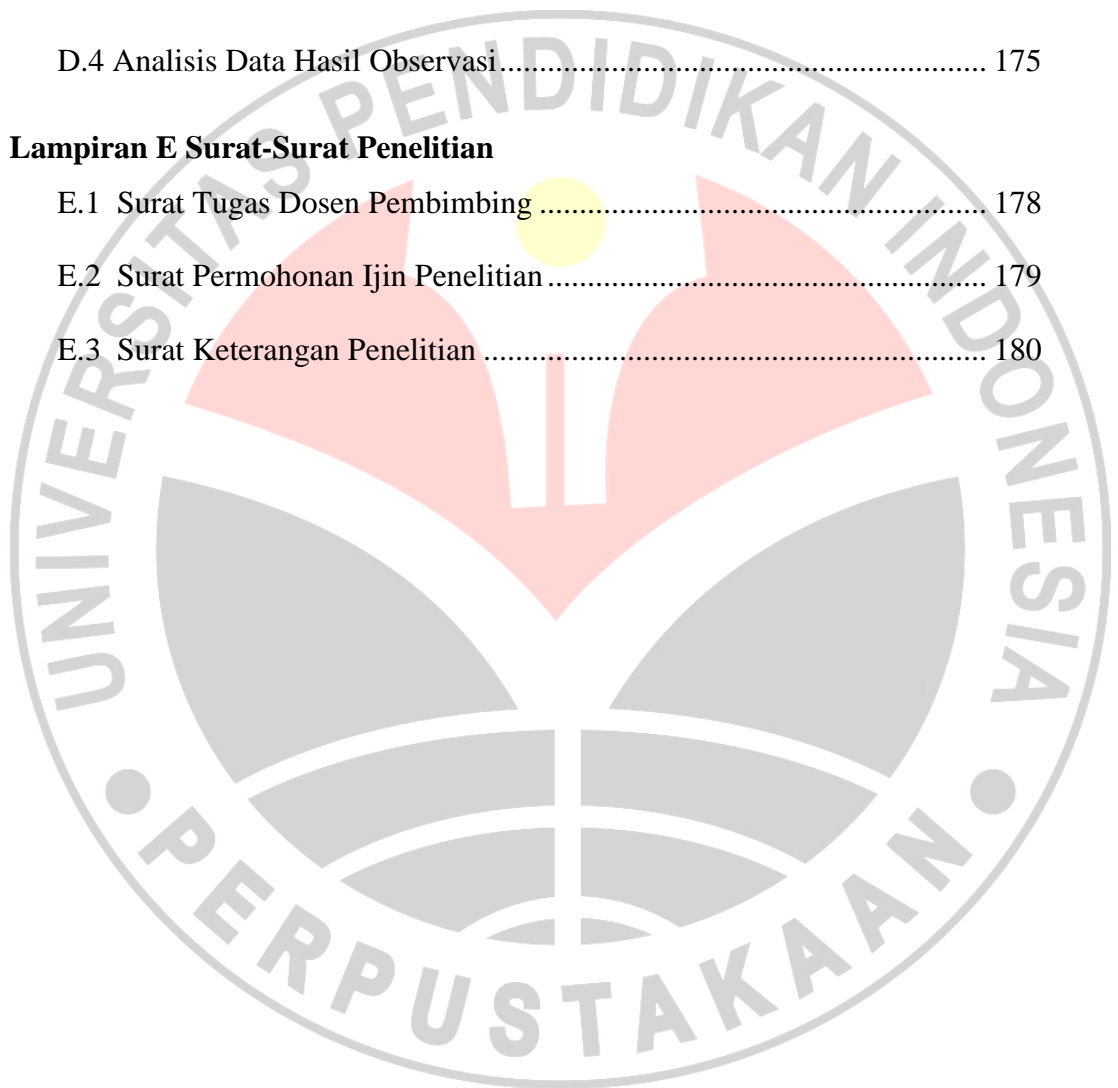 D.4 Analisis Data Hasil Observasi............................................................... 175
Lampiran E Surat-Surat Penelitian
E.1 Surat Tugas Dosen Pembimbing ......................................................... 178
E.2 Surat Permohonan Ijin Penelitian ........................................................ 179
E.3 Surat Keterangan Penelitian ................................................................ 180
UNIVERSITAS PENDIDIKAN INDONESIA
PERPUSTAKAAN